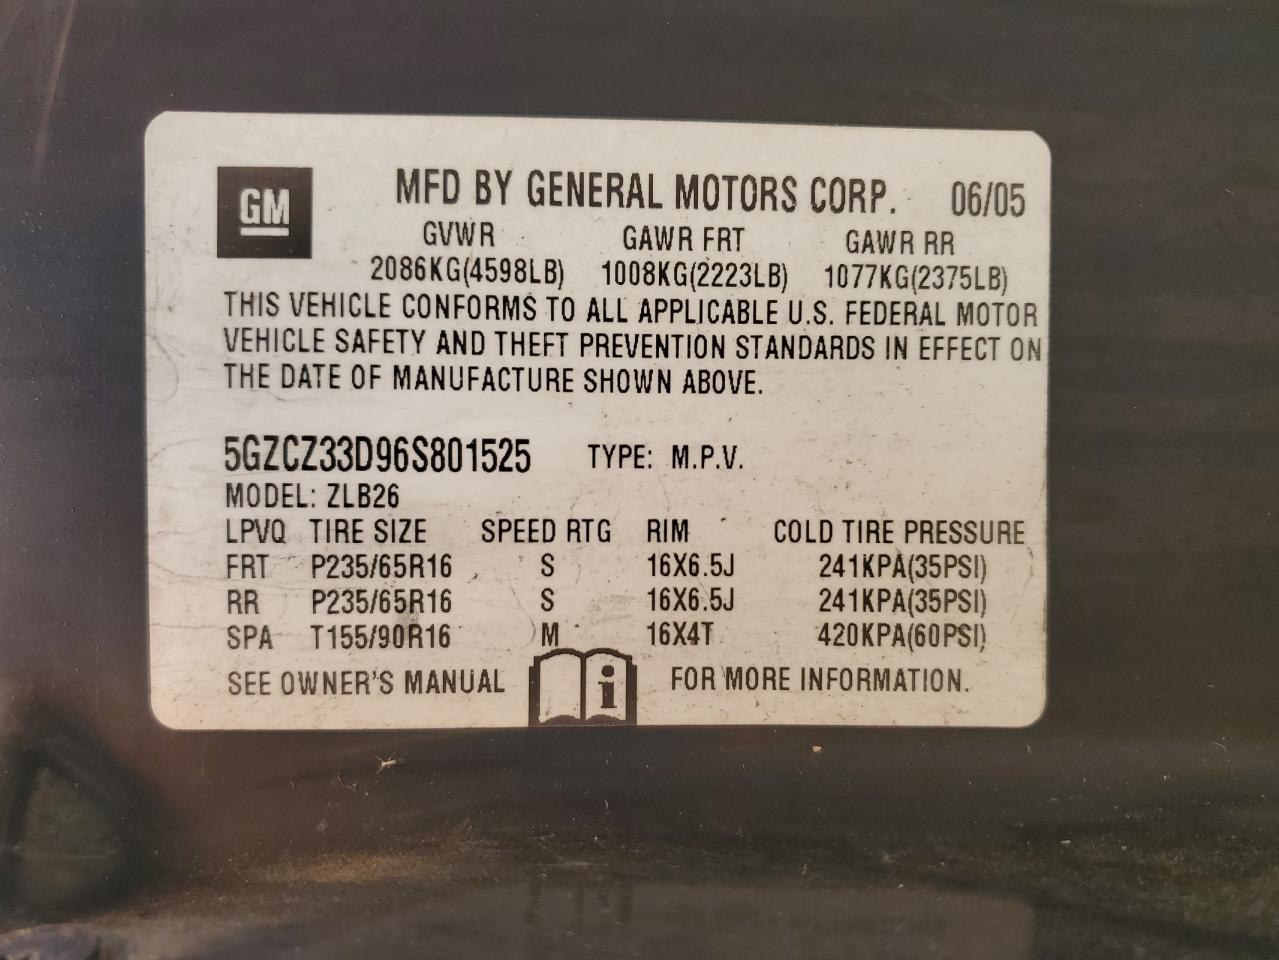 GM
MFD BY GENERAL MOTORS CORP. 06/05
GVWR GAWR FRT GAWR RR
2086KG(4598LB) 1008KG(2223LB) 1077KG(2375LB)
THIS VEHICLE CONFORMS TO ALL APPLICABLE U.S. FEDERAL MOTOR
VEHICLE SAFETY AND THEFT PREVENTION STANDARDS IN EFFECT ON
THE DATE OF MANUFACTURE SHOWN ABOVE.
5GZCZ33D96S801525 TYPE: M.P.V.
MODEL: ZLB26
LPVQ TIRE SIZE SPEED RTG RIM COLD TIRE PRESSURE
FRT P235/65R16 S 16X6.5J 241KPA(35PSI)
RR P235/65R16 S 16X6.5J 241KPA(35PSI)
SPA T155/90R16 M 16X4T 420KPA(60PSI)
SEE OWNER'S MANUAL i FOR MORE INFORMATION.